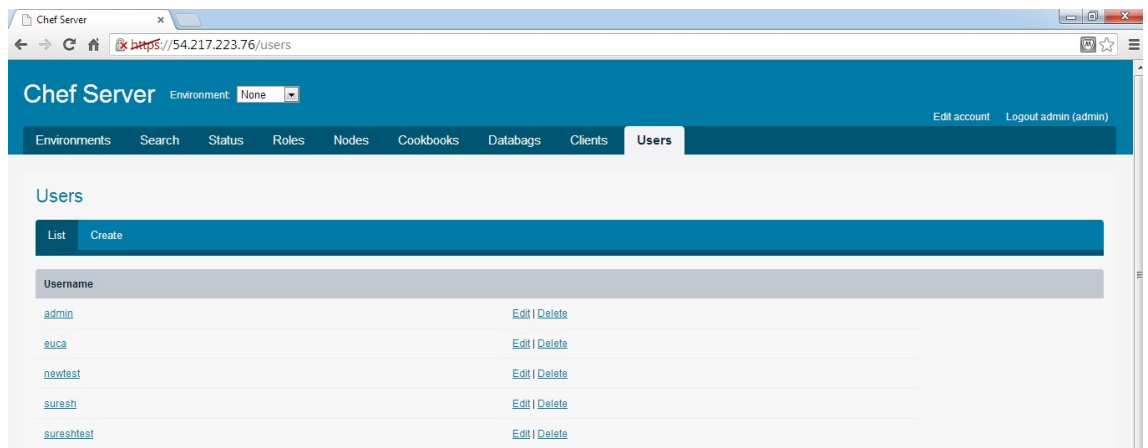 Chef Server
https://54.217.223.76/users
Chef Server Environment: None
Edit account Logout admin (admin)
Environments Search Status Roles Nodes Cookbooks Databags Clients Users
Users
List Create
Username
admin Edit | Delete
euca Edit | Delete
newtest Edit | Delete
suresh Edit | Delete
sureshtest Edit | Delete